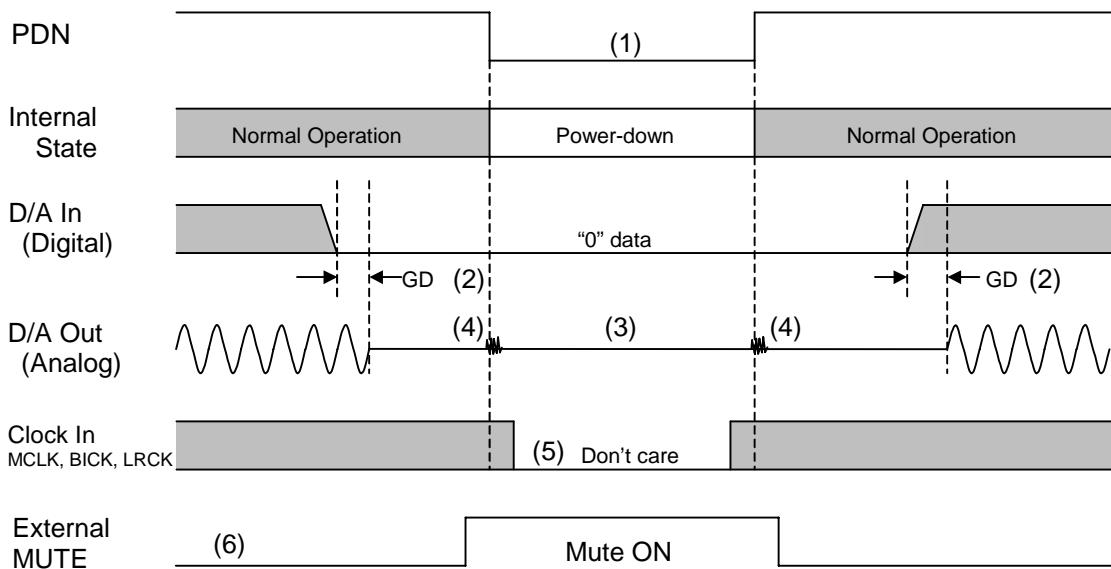 PDN
(1)
Internal
State
Normal Operation
Power-down
Normal Operation
D/A In
(Digital)
“0” data
GD (2)
GD (2)
D/A Out
(Analog)
(4)
(3)
(4)
Clock In
MCLK, BICK, LRCK
(5) Don’t care
External
MUTE
(6)
Mute ON